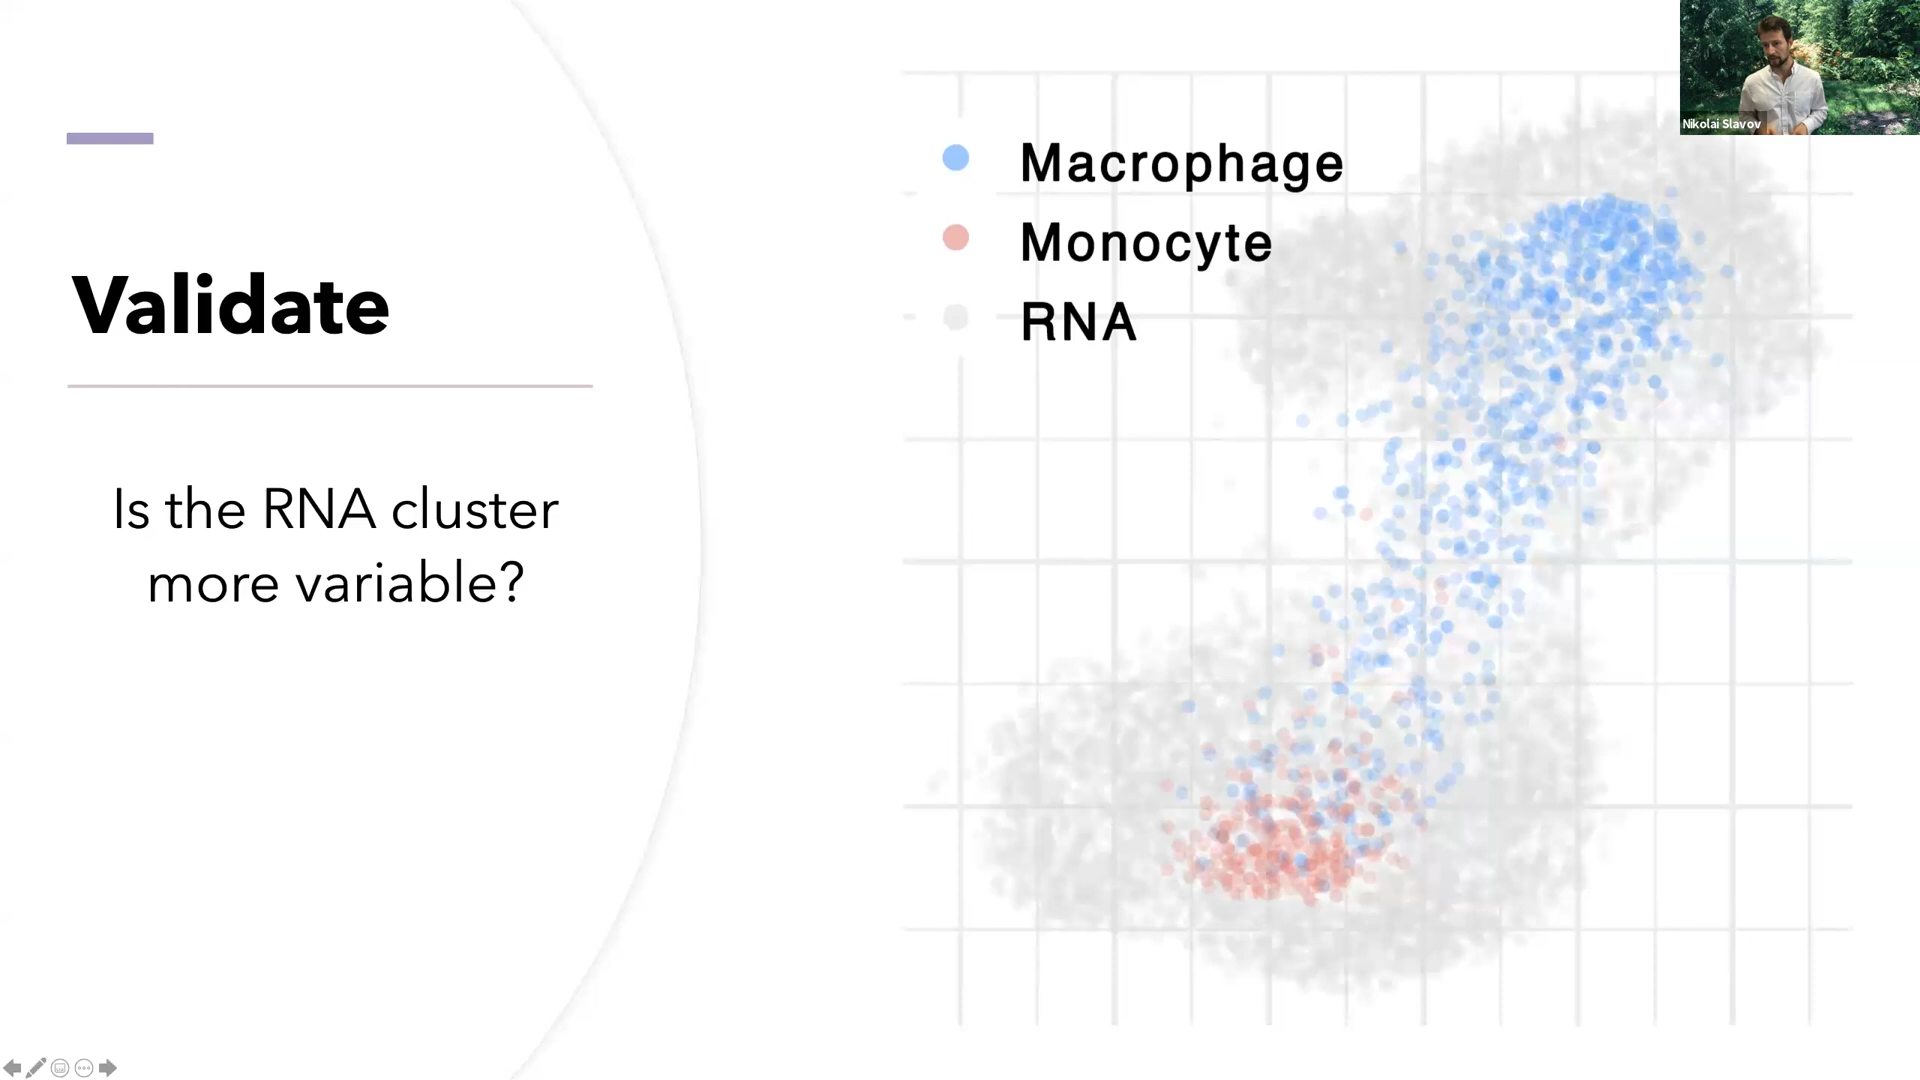 Validate
Is the RNA cluster
more variable?
Macrophage
Monocyte
RNA
Nikolai Slavov